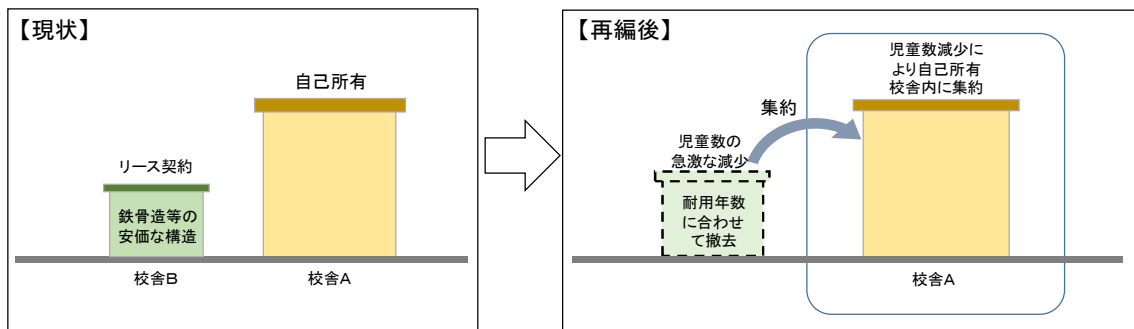 【現状】
自己所有
リース契約
鉄骨造等の
安価な構造
校舎B
校舎A
【再編後】
児童数減少に
より自己所有
校舎内に集約
集約
児童数の
急激な減少
耐用年数
に合わせ
て撤去
校舎A